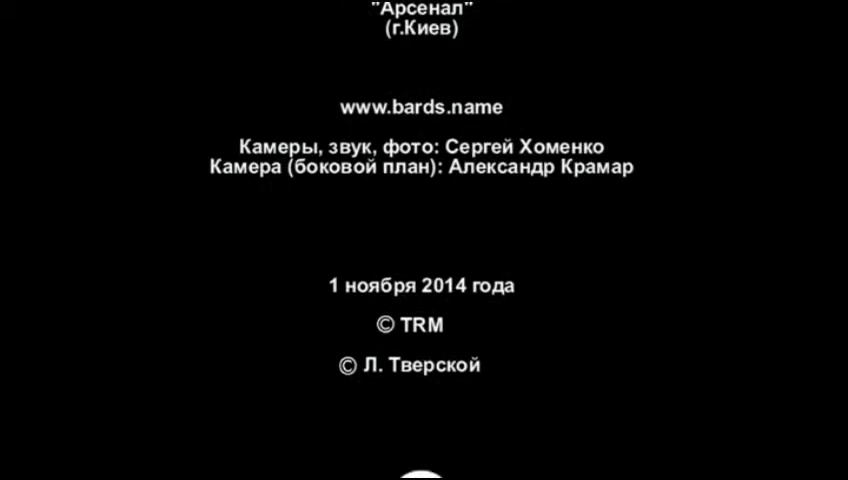 "Арсенал"
(г.Киев)
www.bards.name
Камеры, звук, фото: Сергей Хоменко
Камера (боковой план): Александр Крамар
1 ноября 2014 года
© TRM
© Л. Тверской